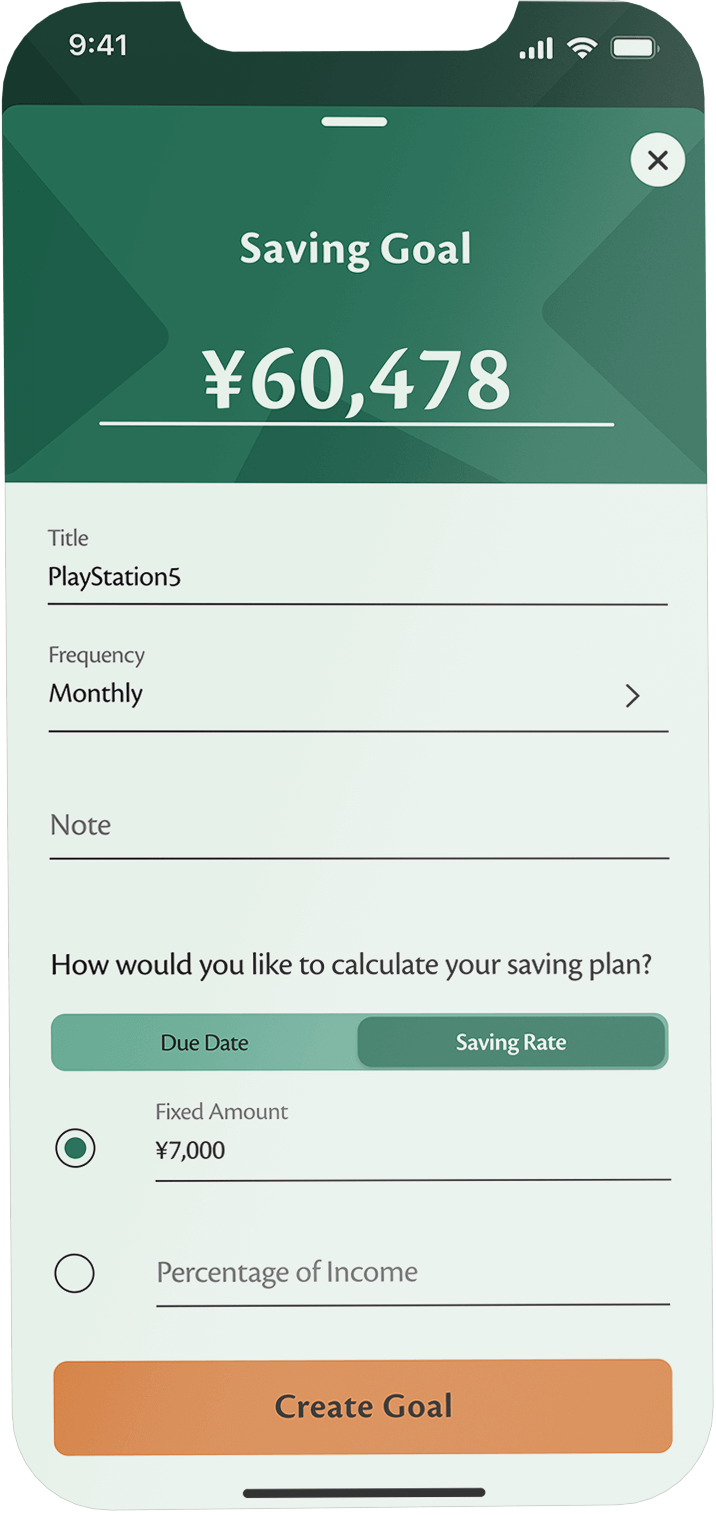 9:41
Saving Goal
¥60,478
Title
PlayStation5
Frequency
Monthly
Note
How would you like to calculate your saving plan?
Due Date Saving Rate
Fixed Amount
¥7,000
Percentage of Income
Create Goal